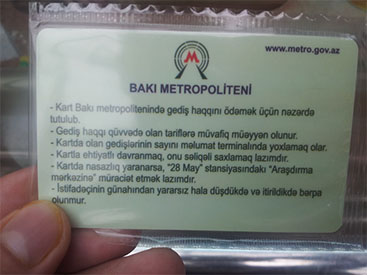 www.metro.gov.az
M
BAKI METROPOLİTENİ
- Kart Bakı metropolitenində gediş haqqını ödəmək üçün nəzərdə
tutulub.
- Gediş haqqı qüvvədə olan tariflərə müvafiq müəyyən olunur.
- Kartda olan gedişlərinin sayını məlumat terminalında yoxlamaq olar.
- Kartla ehtiyatlı davranmaq, onu səliqəli saxlamaq lazımdır.
- Kartda nasazlıq yaranarsa, "28 May" stansiyasındakı "Araşdırma
mərkəzinə" müraciət etmək lazımdır.
- İstifadəçinin günahından yararsız hala düşdükdə və itirildikdə bərpa
olunmur.